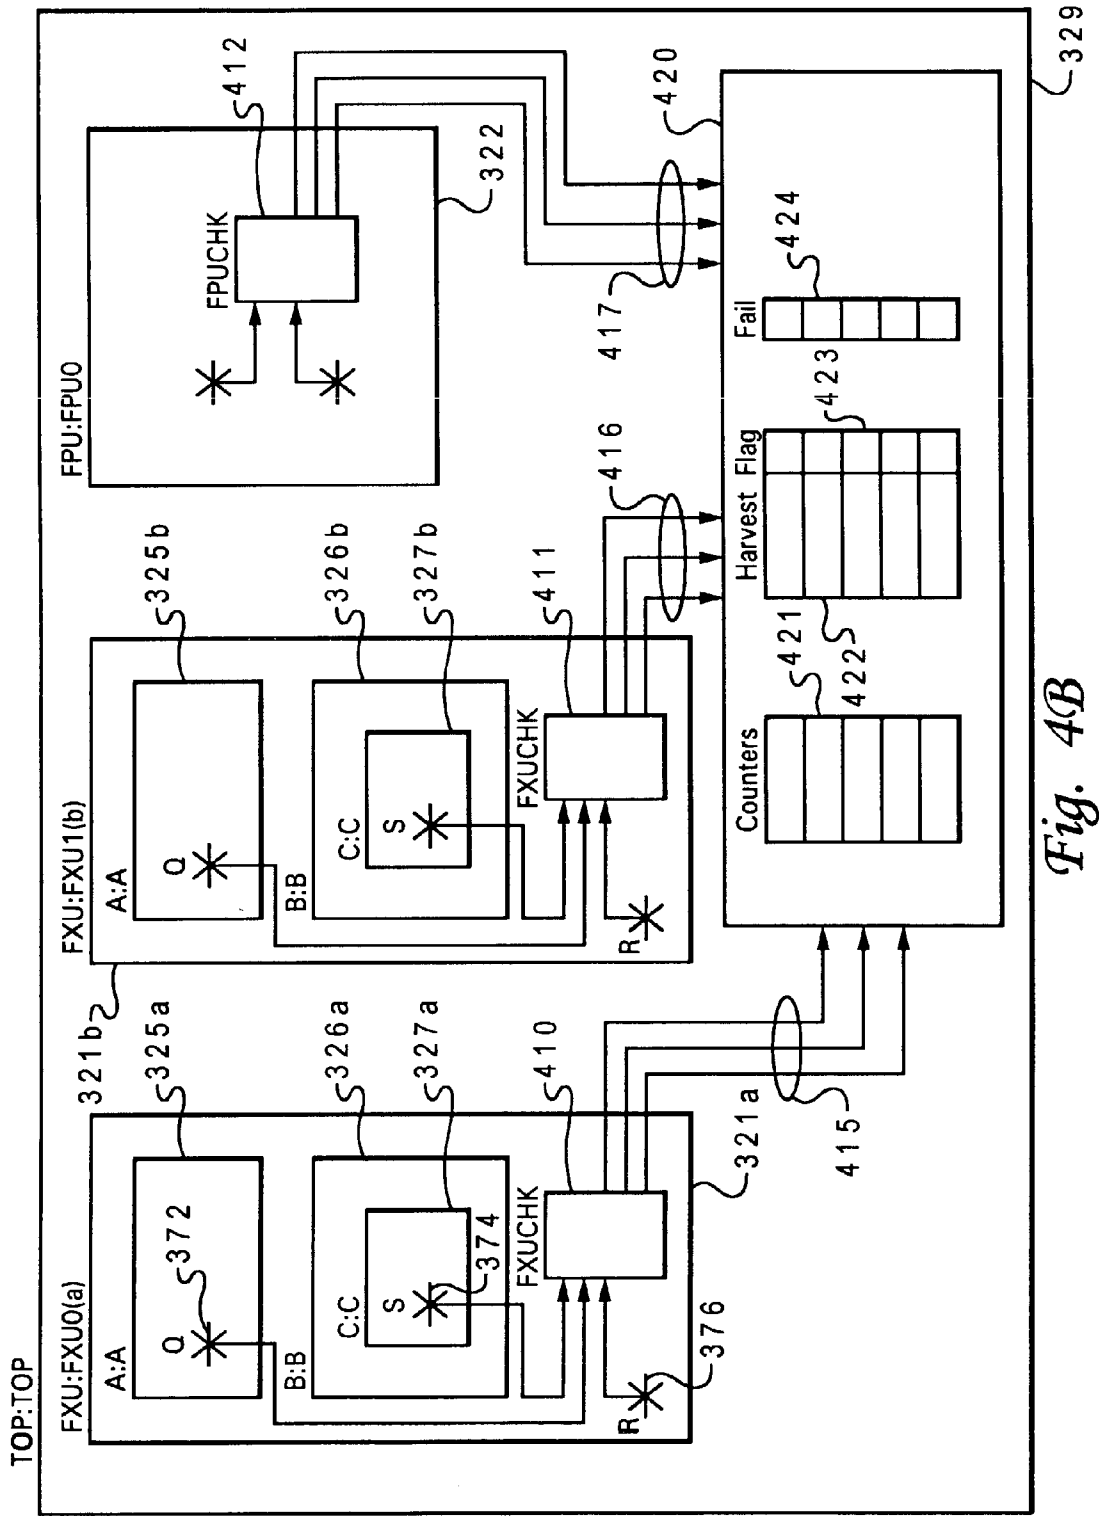 TOP:TOP
FXU:FXU0(a)
A:A
Q
372
325a
B:B
C:C
S
374
326a
327a
FXUCHK
410
R
376
321a
415
321b
FXU:FXU1(b)
A:A
Q
325b
B:B
C:C
S
326b
327b
FXUCHK
411
R
416
FPU:FPU0
FPUCHK
412
322
417
420
Counters
421
422
Harvest Flag
423
Fail
424
329
Fig. 4B